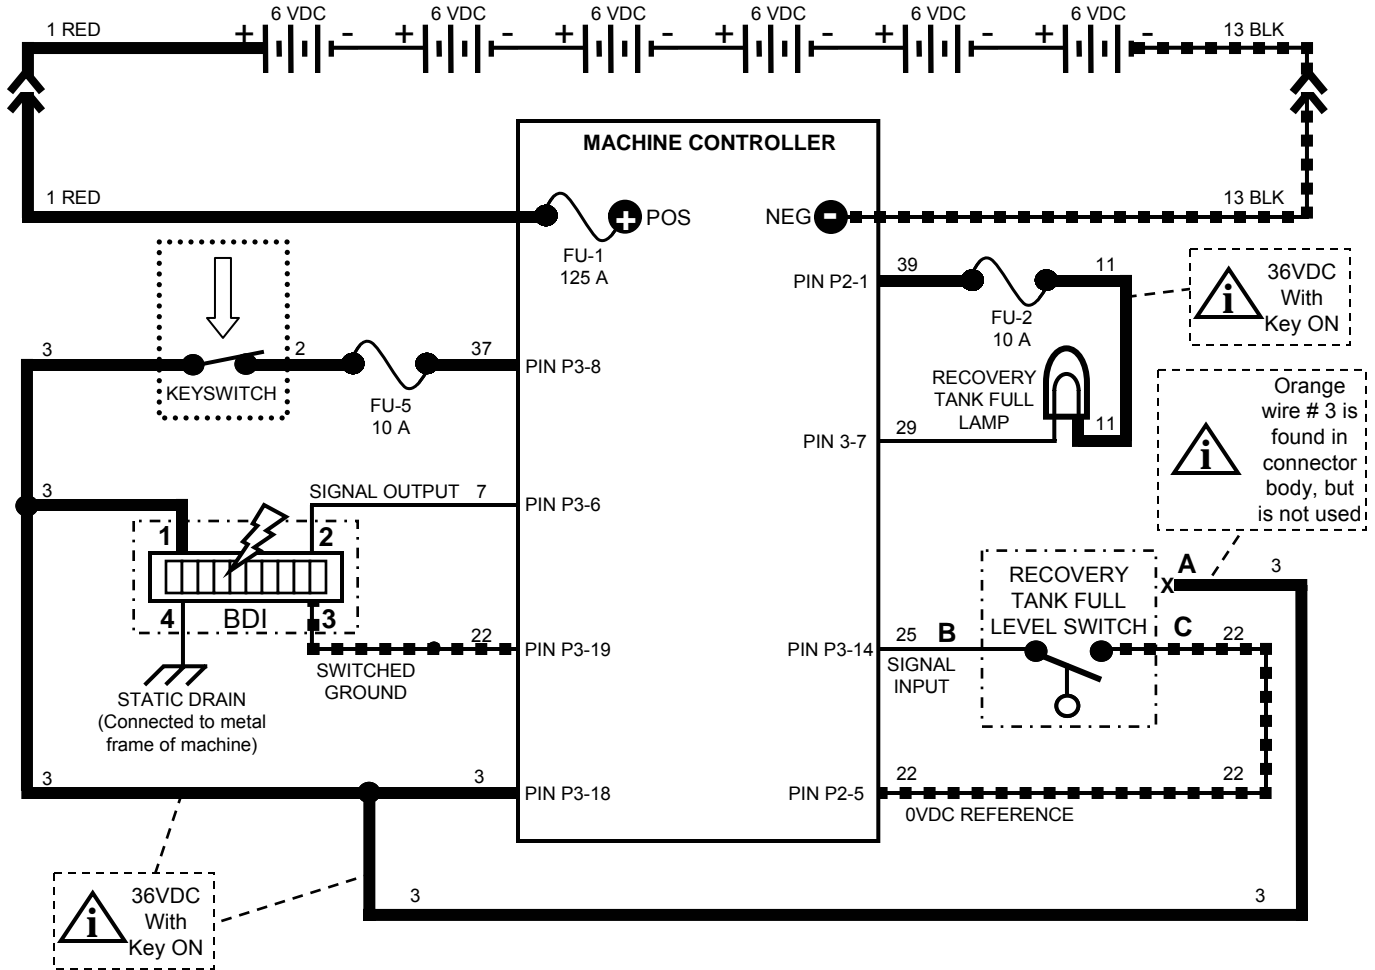 6 VDC 6 VDC 6 VDC 6 VDC 6 VDC 6 VDC
1 RED + - + - + - + - + - + - 13 BLK
MACHINE CONTROLLER
1 RED 13 BLK
+ POS NEG -
FU-1
125 A
PIN P2-1 39 11
FU-2
10 A
36VDC
With
Key ON
i
3 2 37 PIN P3-8
KEYSWITCH
FU-5
10 A
RECOVERY
TANK FULL
LAMP
11
PIN 3-7 29
Orange
wire # 3 is
found in
connector
body, but
is not used
i
3 SIGNAL OUTPUT 7 PIN P3-6
1 2
4 BDI 3
22 PIN P3-19
SWITCHED
GROUND
STATIC DRAIN
(Connected to metal
frame of machine)
RECOVERY
TANK FULL
LEVEL SWITCH
X A 3
PIN P3-14 25 B C 22
SIGNAL
INPUT
3 3 PIN P3-18
PIN P2-5 22 22
0VDC REFERENCE
36VDC
With
Key ON
i
3 3